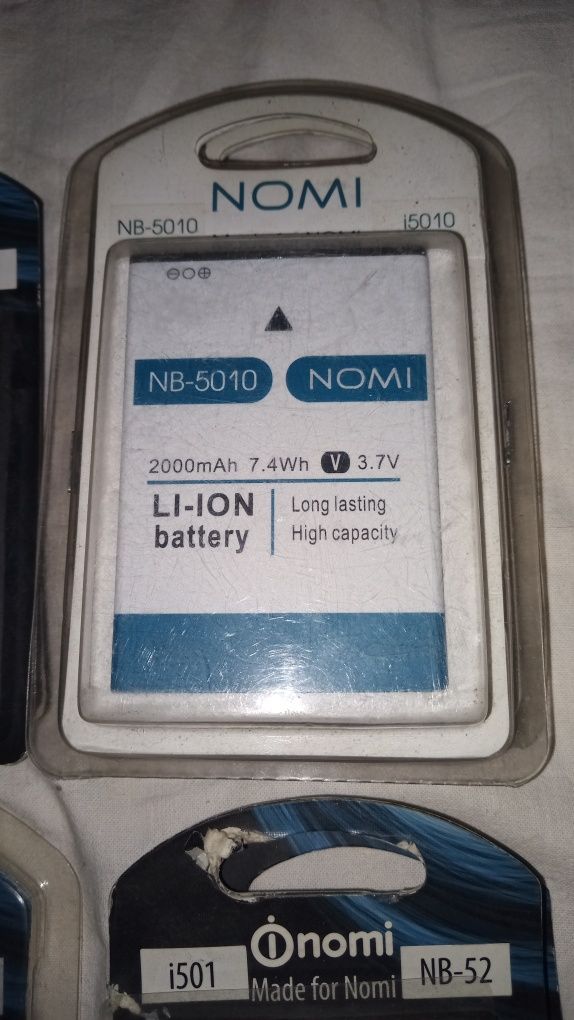 NOMI
NB-5010 i5010
⊖○⊕
NB-5010 NOMI
2000mAh 7.4Wh V 3.7V
LI-ION battery
Long lasting
High capacity
nomi
i501
Made for Nomi
NB-52